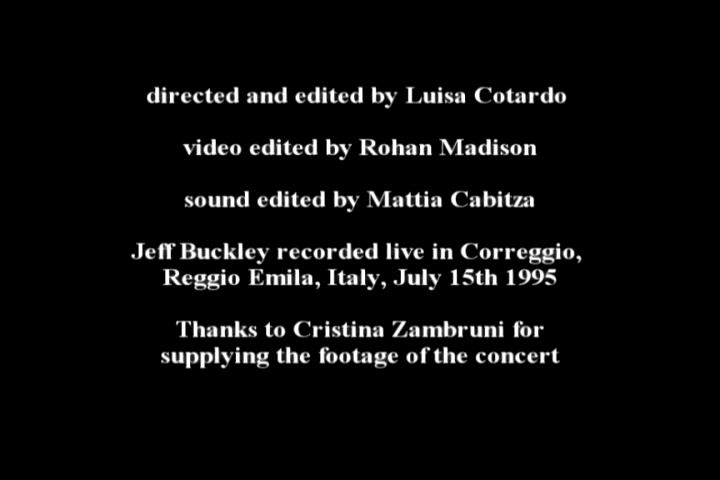 directed and edited by Luisa Cotardo
video edited by Rohan Madison
sound edited by Mattia Cabitza
Jeff Buckley recorded live in Correggio,
Reggio Emila, Italy, July 15th 1995
Thanks to Cristina Zambruni for
supplying the footage of the concert